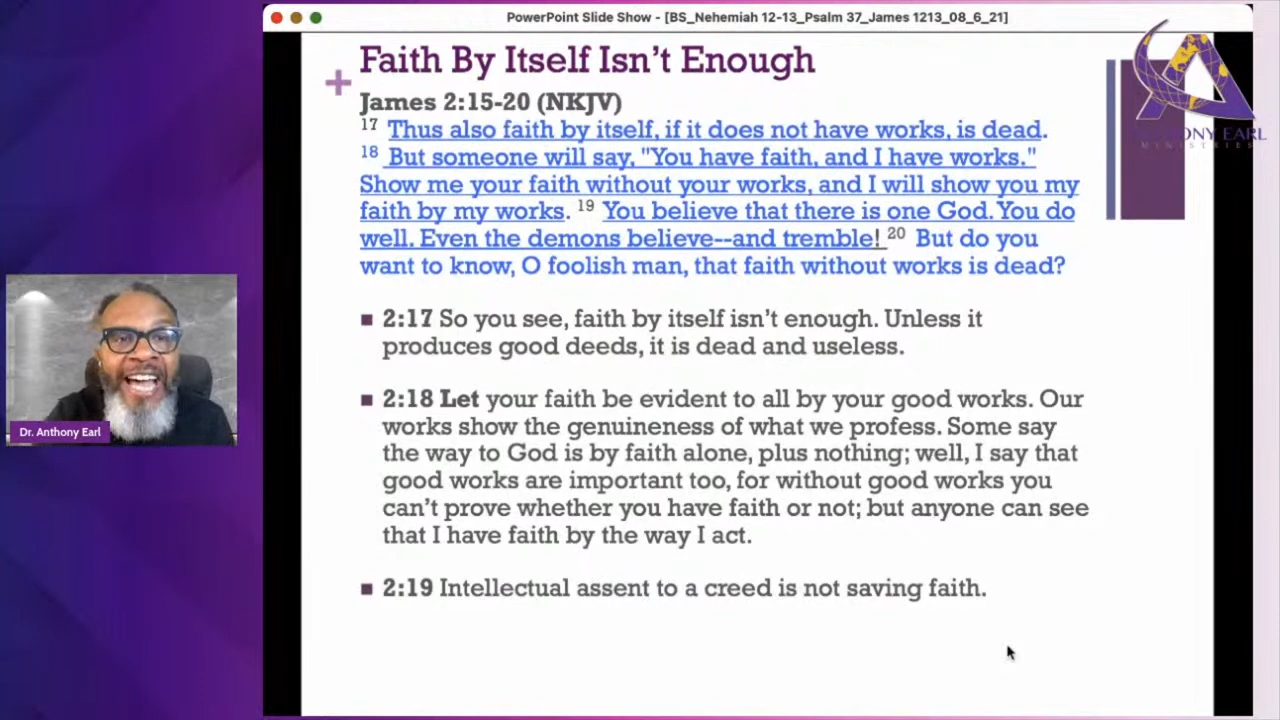 PowerPoint Slide Show - [BS_Nehemiah 12-13_Psalm 37_James 1213_08_6_21]
Faith By Itself Isn’t Enough
+
James 2:15-20 (NKJV)
17 Thus also faith by itself, if it does not have works, is dead.
18 But someone will say, "You have faith, and I have works."
Show me your faith without your works, and I will show you my
faith by my works. 19 You believe that there is one God. You do
well. Even the demons believe--and tremble! 20 But do you
want to know, O foolish man, that faith without works is dead?
2:17 So you see, faith by itself isn’t enough. Unless it
produces good deeds, it is dead and useless.
2:18 Let your faith be evident to all by your good works. Our
works show the genuineness of what we profess. Some say
the way to God is by faith alone, plus nothing; well, I say that
good works are important too, for without good works you
can’t prove whether you have faith or not; but anyone can see
that I have faith by the way I act.
2:19 Intellectual assent to a creed is not saving faith.
Dr. Anthony Earl
EARL
MINISTRIES